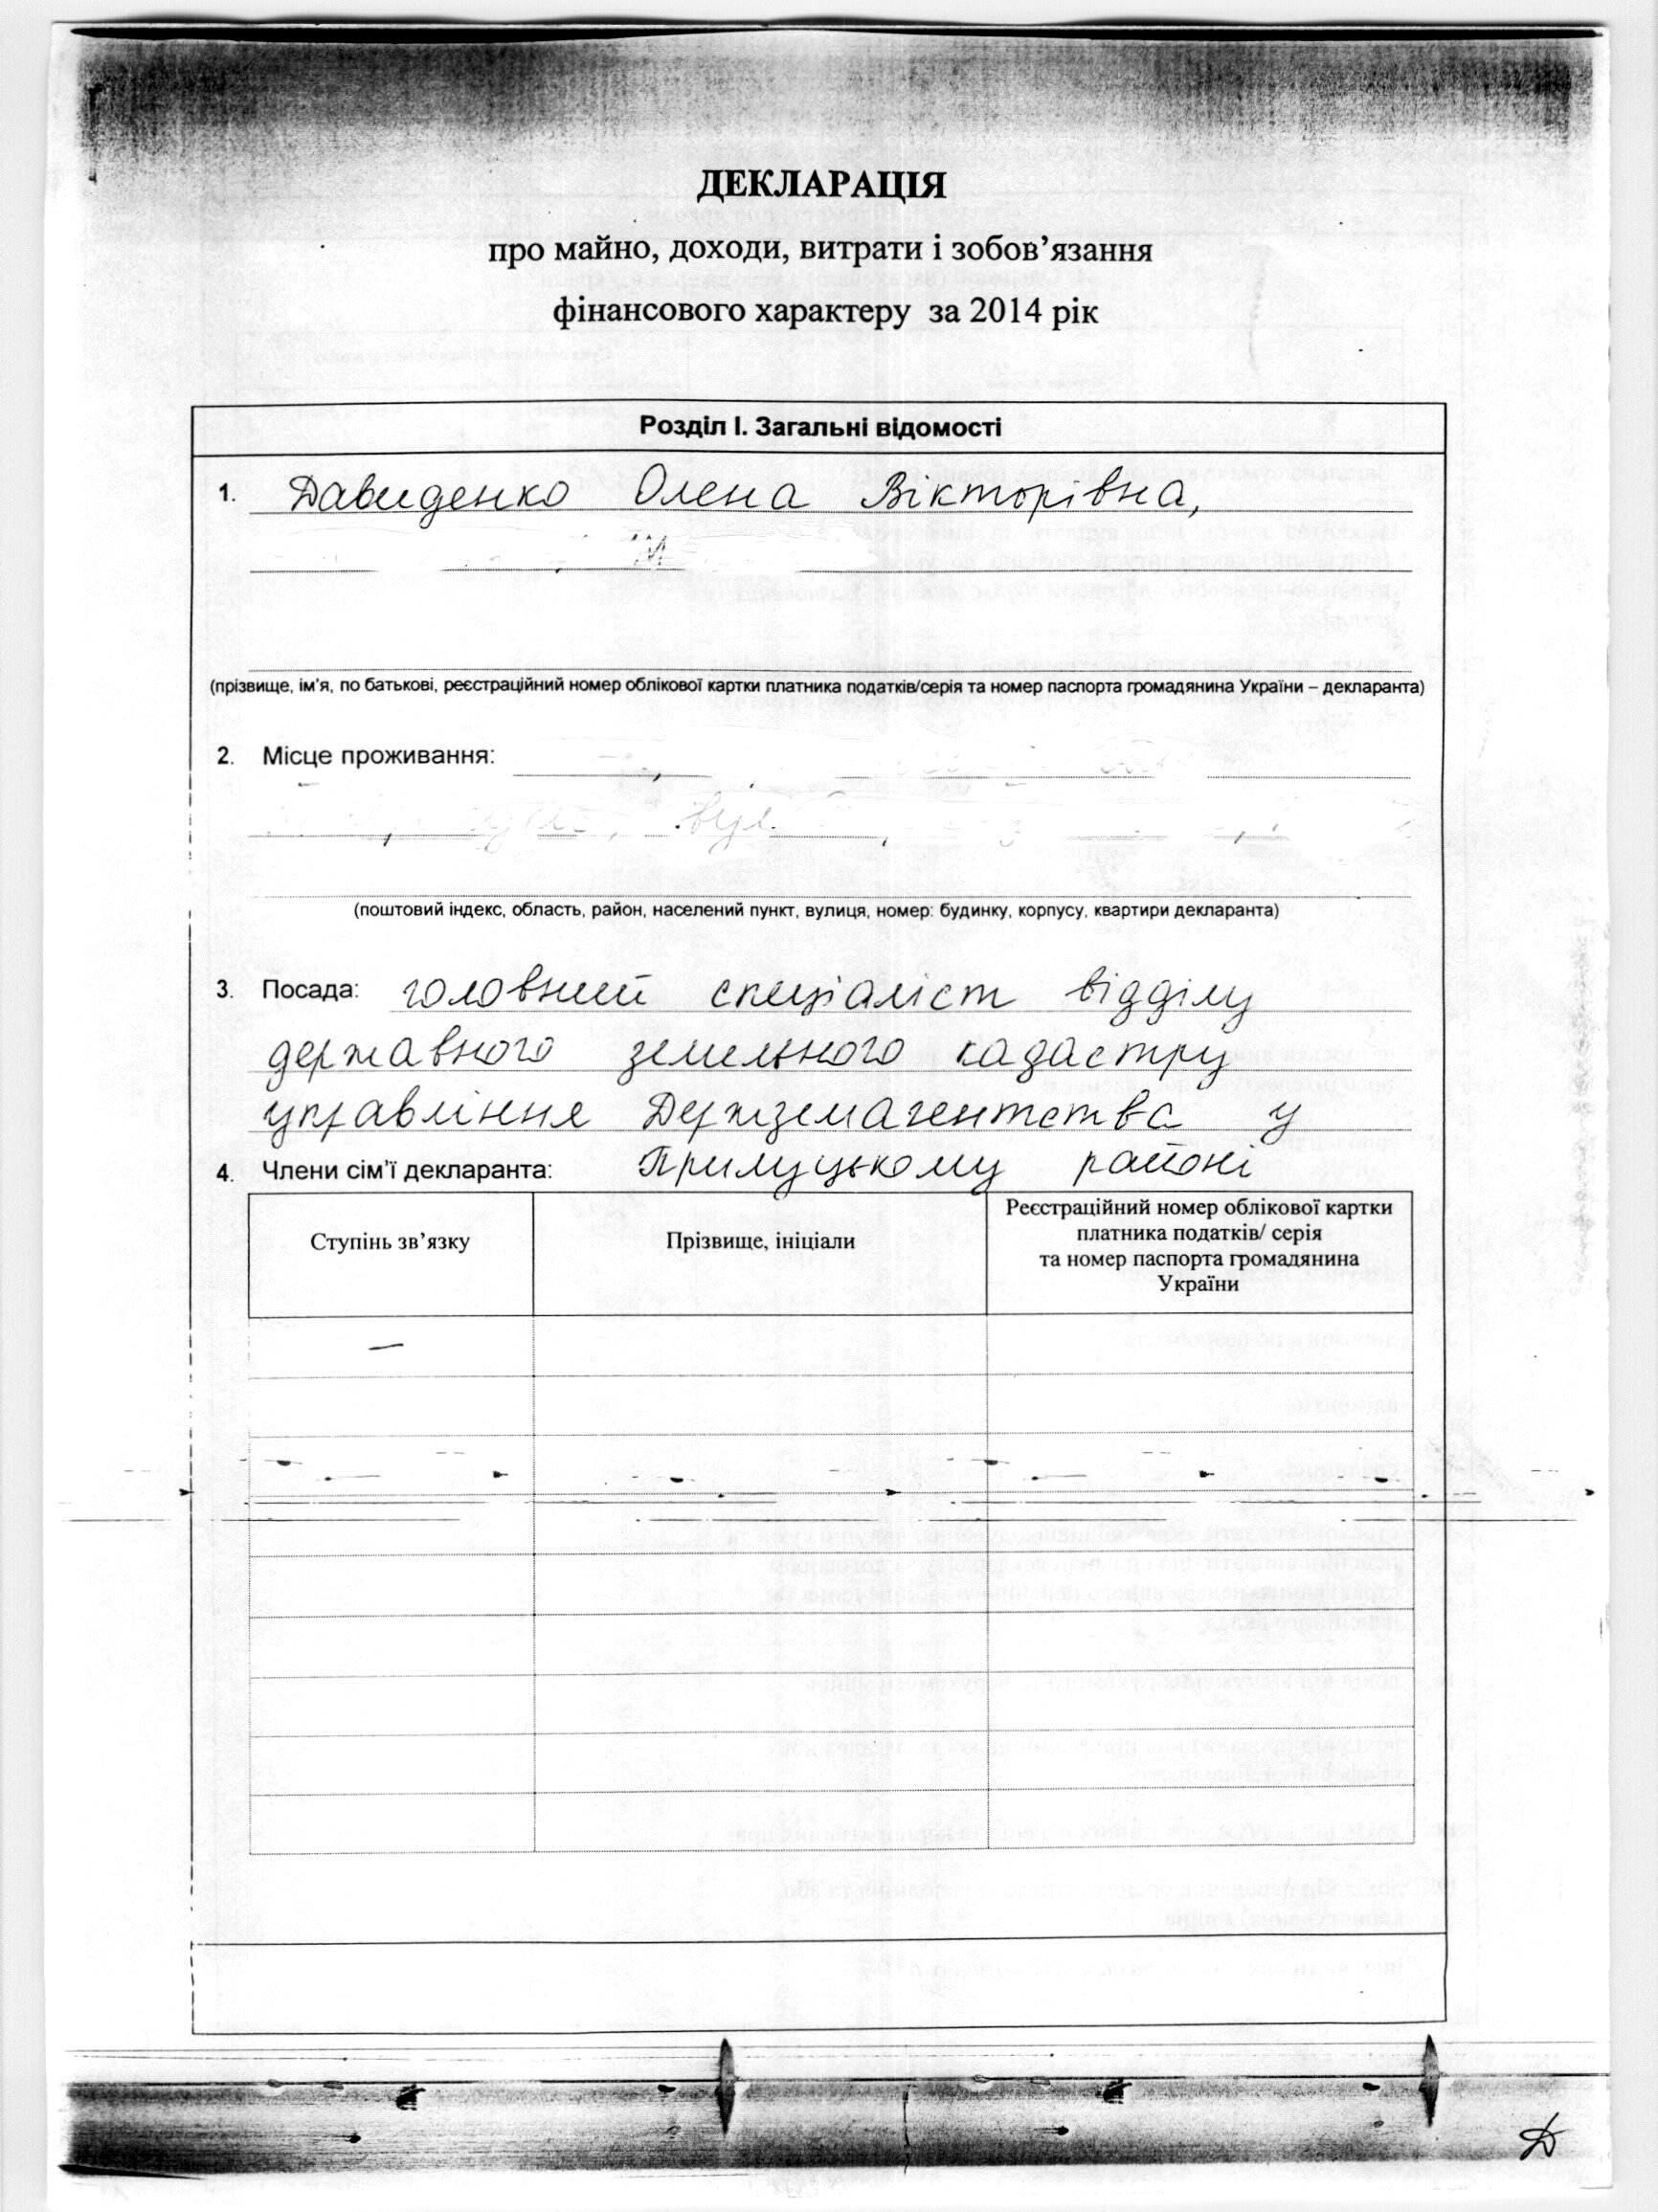 ДЕКЛАРАЦІЯ
про майно, доходи, витрати і зобов’язання
фінансового характеру за 2014 рік
Розділ І. Загальні відомості
1. Давиденко Олена Вікторівна,
(прізвище, ім’я, по батькові, реєстраційний номер облікової картки платника податків/серія та номер паспорта громадянина України – декларанта)
2. Місце проживання:
, вул.
(поштовий індекс, область, район, населений пункт, вулиця, номер: будинку, корпусу, квартири декларанта)
3. Посада: головний спеціаліст відділу
державного земельного кадастру
управління Держземагентства у
4. Члени сім’ї декларанта: Прилуцькому районі
Ступінь зв’язку
Прізвище, ініціали
Реєстраційний номер облікової картки
платника податків/ серія
та номер паспорта громадянина
України
—